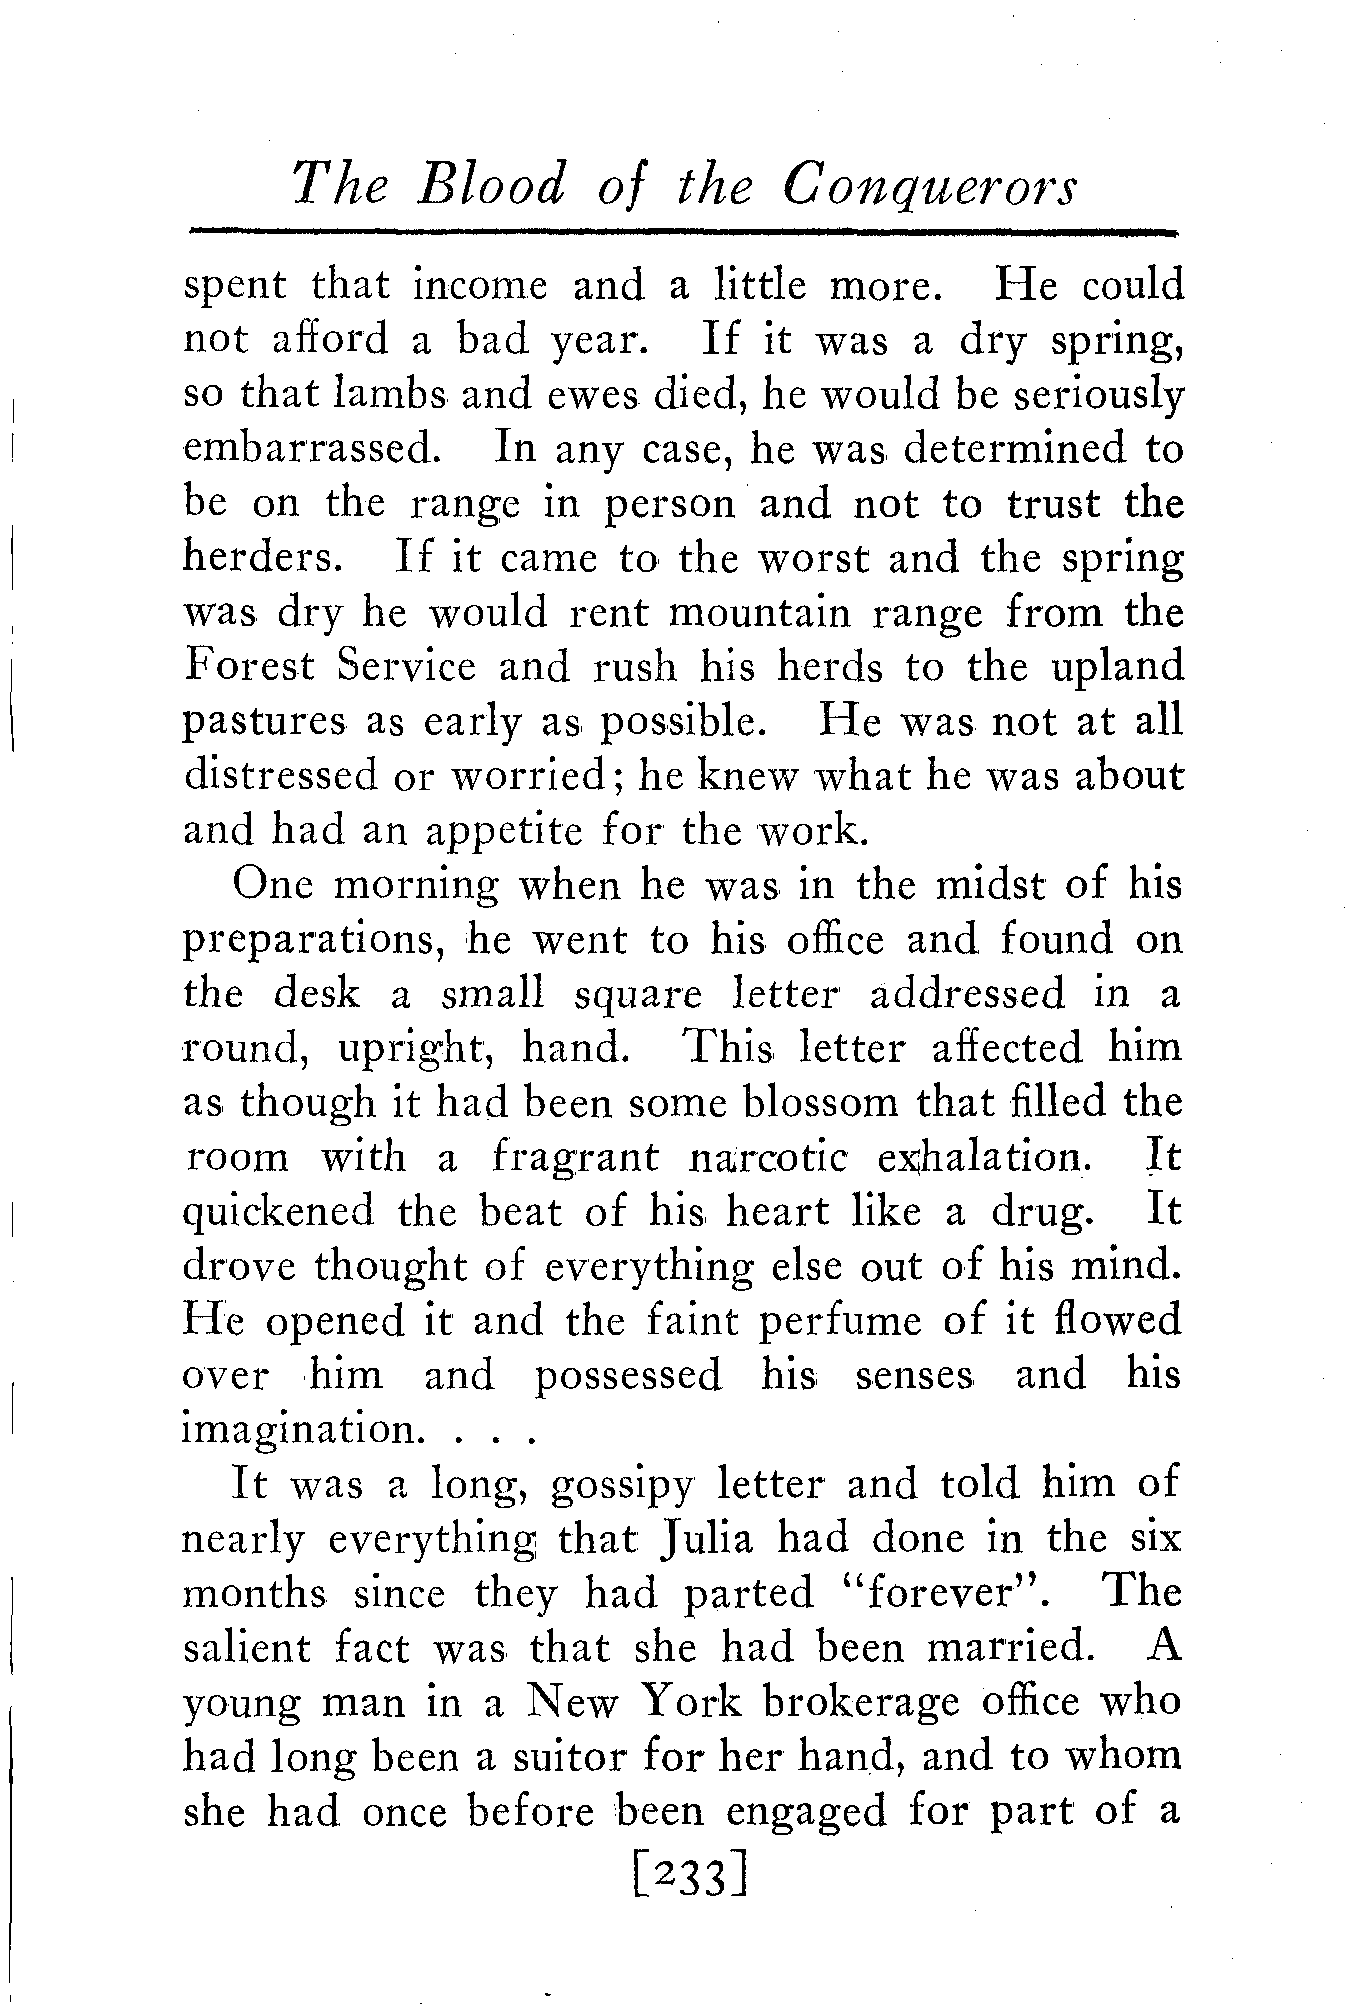 The Blood of the Conquerors
spent that income and a little more. He could
not afford a bad year. If it was a dry spring,
so that lambs and ewes died, he would be seriously
embarrassed. In any case, he was determined to
be on the range in person and not to trust the
herders. If it came to the worst and the spring
was dry he would rent mountain range from the
Forest Service and rush his herds to the upland
pastures as early as possible. He was not at all
distressed or worried; he knew what he was about
and had an appetite for the work.
One morning when he was in the midst of his
preparations, he went to his office and found on
the desk a small square letter addressed in a
round, upright, hand. This letter affected him
as though it had been some blossom that filled the
room with a fragrant narcotic exhalation. It
quickened the beat of his heart like a drug. It
drove thought of everything else out of his mind.
He opened it and the faint perfume of it flowed
over him and possessed his senses and his
imagination. . . .
It was a long, gossipy letter and told him of
nearly everything that Julia had done in the six
months since they had parted "forever". The
salient fact was that she had been married. A
young man in a New York brokerage office who
had long been a suitor for her hand, and to whom
she had once before been engaged for part of a
[233]